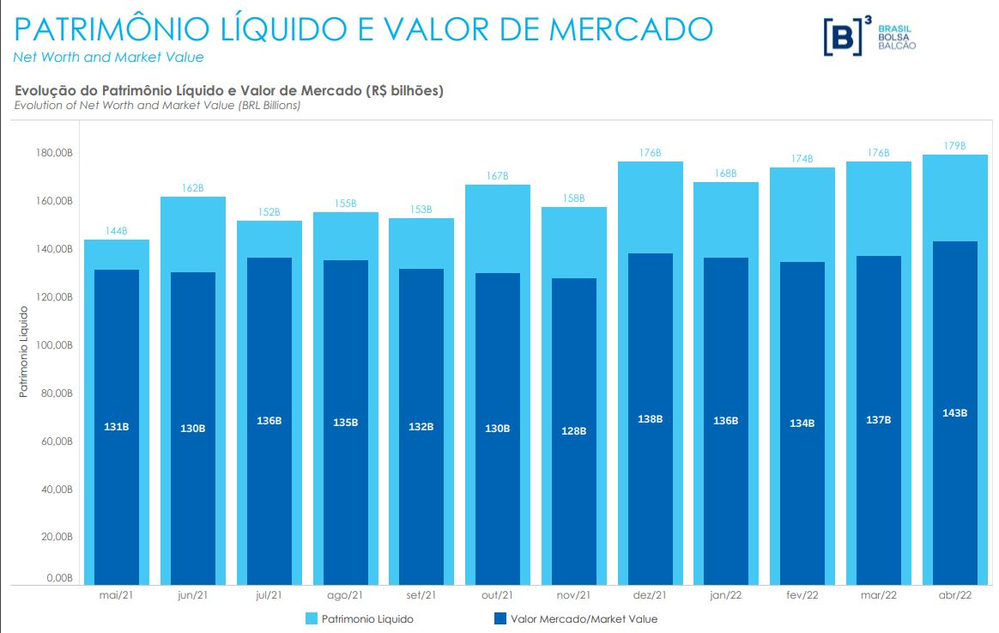 PATRIMÔNIO LÍQUIDO E VALOR DE MERCADO
Net Worth and Market Value
[B]³ BRASIL
BOLSA
BALCÃO
Evolução do Patrimônio Líquido e Valor de Mercado (R$ bilhões)
Evolution of Net Worth and Market Value (BRL Billions)
Patrimonio Liquido
180,00B
160,00B
140,00B
120,00B
100,00B
80,00B
60,00B
40,00B
20,00B
0,00B
144B
162B
152B
155B
153B
167B
158B
176B
168B
174B
176B
179B
131B
130B
136B
135B
132B
130B
128B
138B
136B
134B
137B
143B
mai/21
jun/21
jul/21
ago/21
set/21
out/21
nov/21
dez/21
jan/22
fev/22
mar/22
abr/22
Patrimonio Liquido
Valor Mercado/Market Value